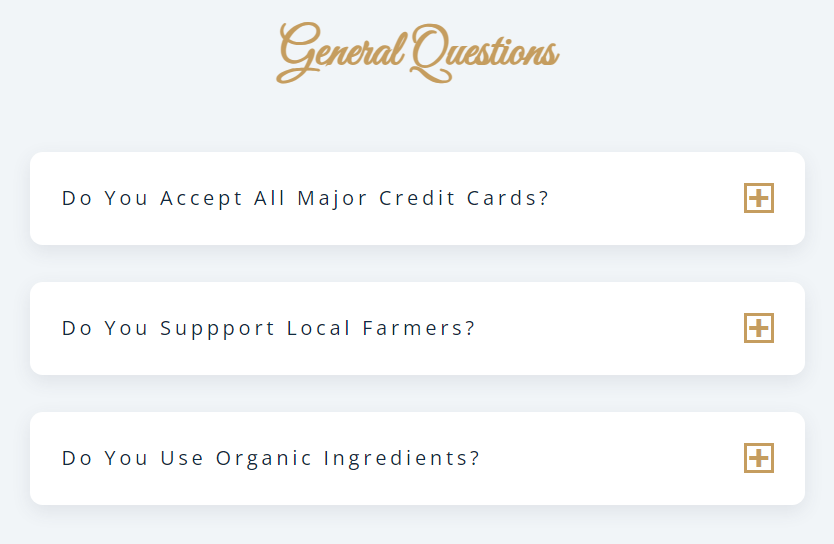 General Questions
Do You Accept All Major Credit Cards?
Do You Suppport Local Farmers?
Do You Use Organic Ingredients?